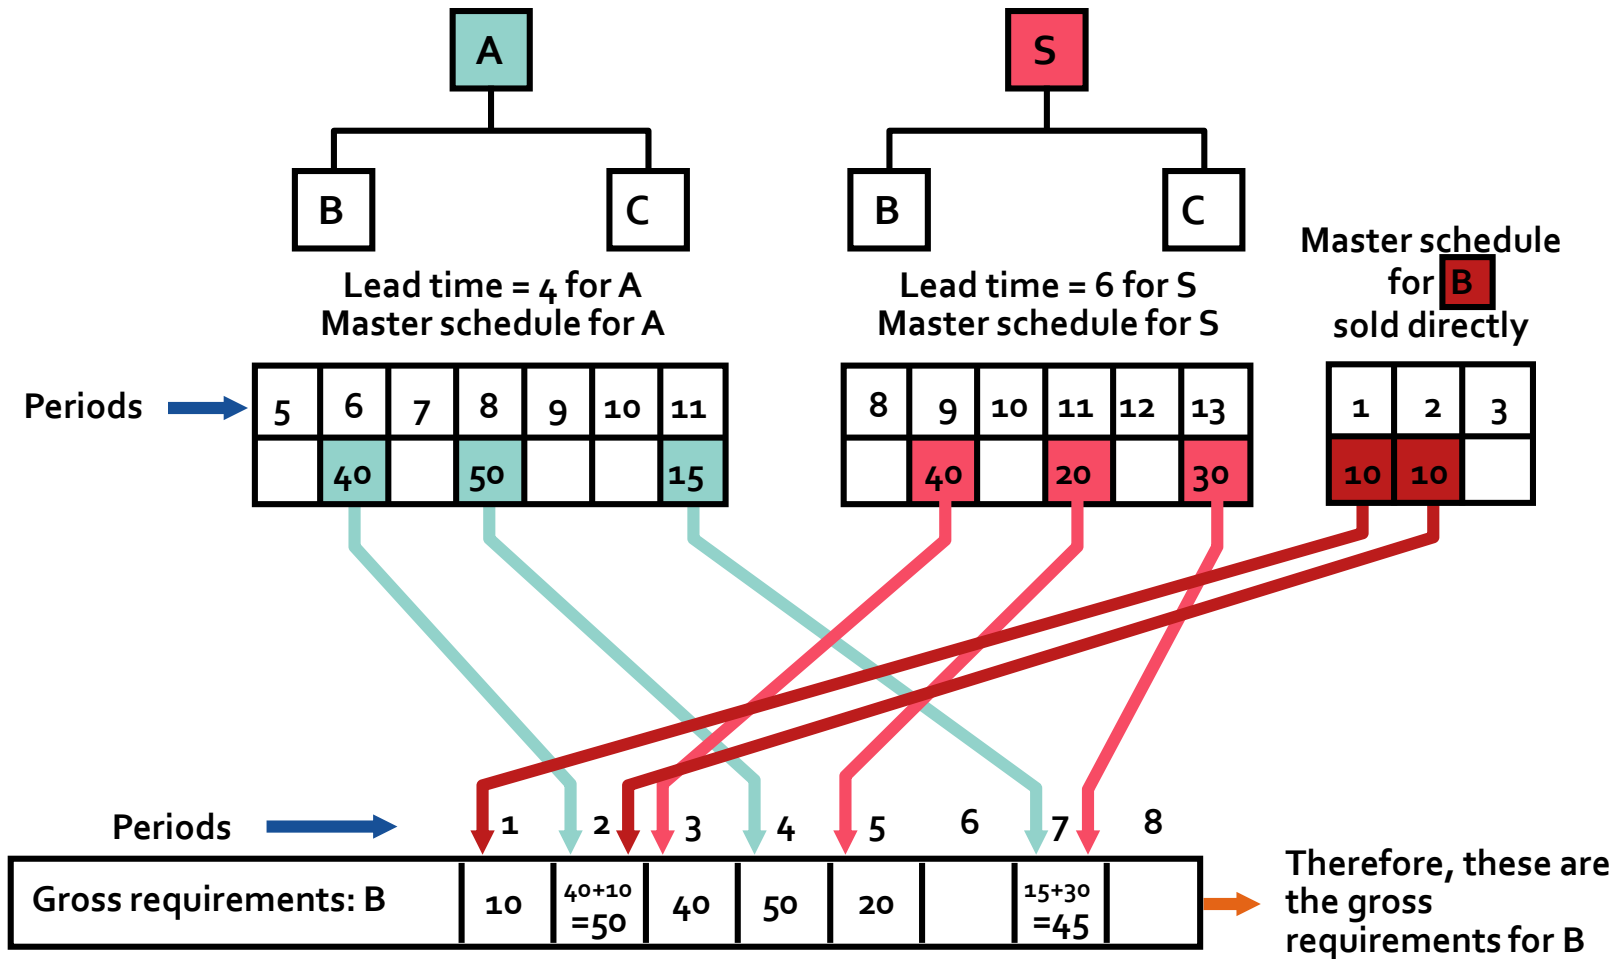 A
S
B
C
B
C
Lead time = 4 for A
Master schedule for A
Lead time = 6 for S
Master schedule for S
Master schedule
for B
sold directly
Periods
5 6 7 8 9 10 11
40 50 15
8 9 10 11 12 13
40 20 30
1 2 3
10 10
Periods
1 2 3 4 5 6 7 8
Gross requirements: B
10
40+10
=50
40
50
20
15+30
=45
Therefore, these are
the gross
requirements for B